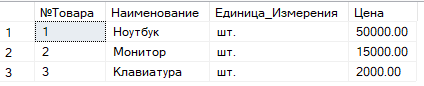 №Товара Наименование Единица_Измерения Цена
1 1 Ноутбук шт. 50000.00
2 2 Монитор шт. 15000.00
3 3 Клавиатура шт. 2000.00